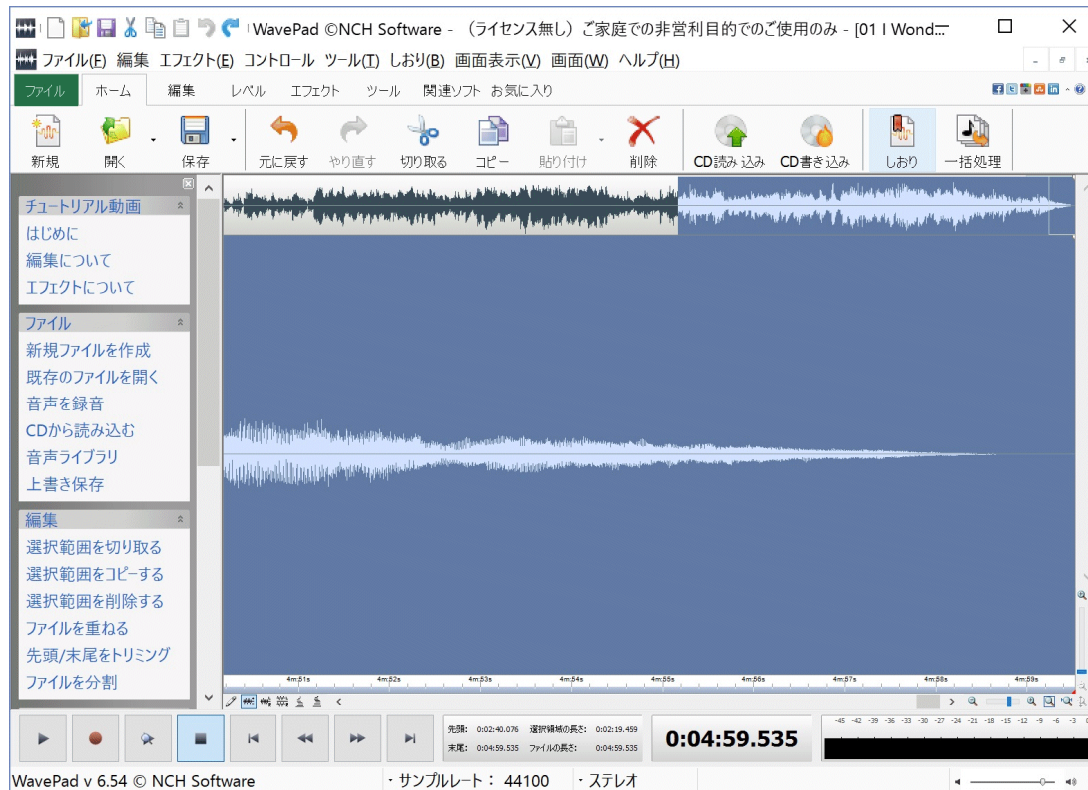 WavePad ©NCH Software - （ライセンス無し）ご家庭での非営利目的でのご使用のみ - [01 I Wond...
ファイル(F) 編集 エフェクト(E) コントロール ツール(T) しおり(B) 画面表示(V) 画面(W) ヘルプ(H)
ファイル ホーム 編集 レベル エフェクト ツール 関連ソフト お気に入り
新規 開く 保存 元に戻す やり直す 切り取る コピー 貼り付け 削除 CD読み込み CD書き込み しおり 一括処理
チュートリアル動画
はじめに
編集について
エフェクトについて
ファイル
新規ファイルを作成
既存のファイルを開く
音声を録音
CDから読み込む
音声ライブラリ
上書き保存
編集
選択範囲を切り取る
選択範囲をコピーする
選択範囲を削除する
ファイルを重ねる
先頭/末尾をトリミング
ファイルを分割
4m;51s 4m;52s 4m;53s 4m;54s 4m;55s 4m;56s 4m;57s 4m;58s 4m;59s
先頭: 0:02:40.076 選択領域の長さ: 0:02:19.459
末尾: 0:04:59.535 ファイルの長さ: 0:04:59.535
0:04:59.535
-45 -42 -39 -36 -33 -30 -27 -24 -21 -18 -15 -12 -9 -6 -3 0
WavePad v 6.54 © NCH Software ・サンプルレート： 44100 ・ステレオ